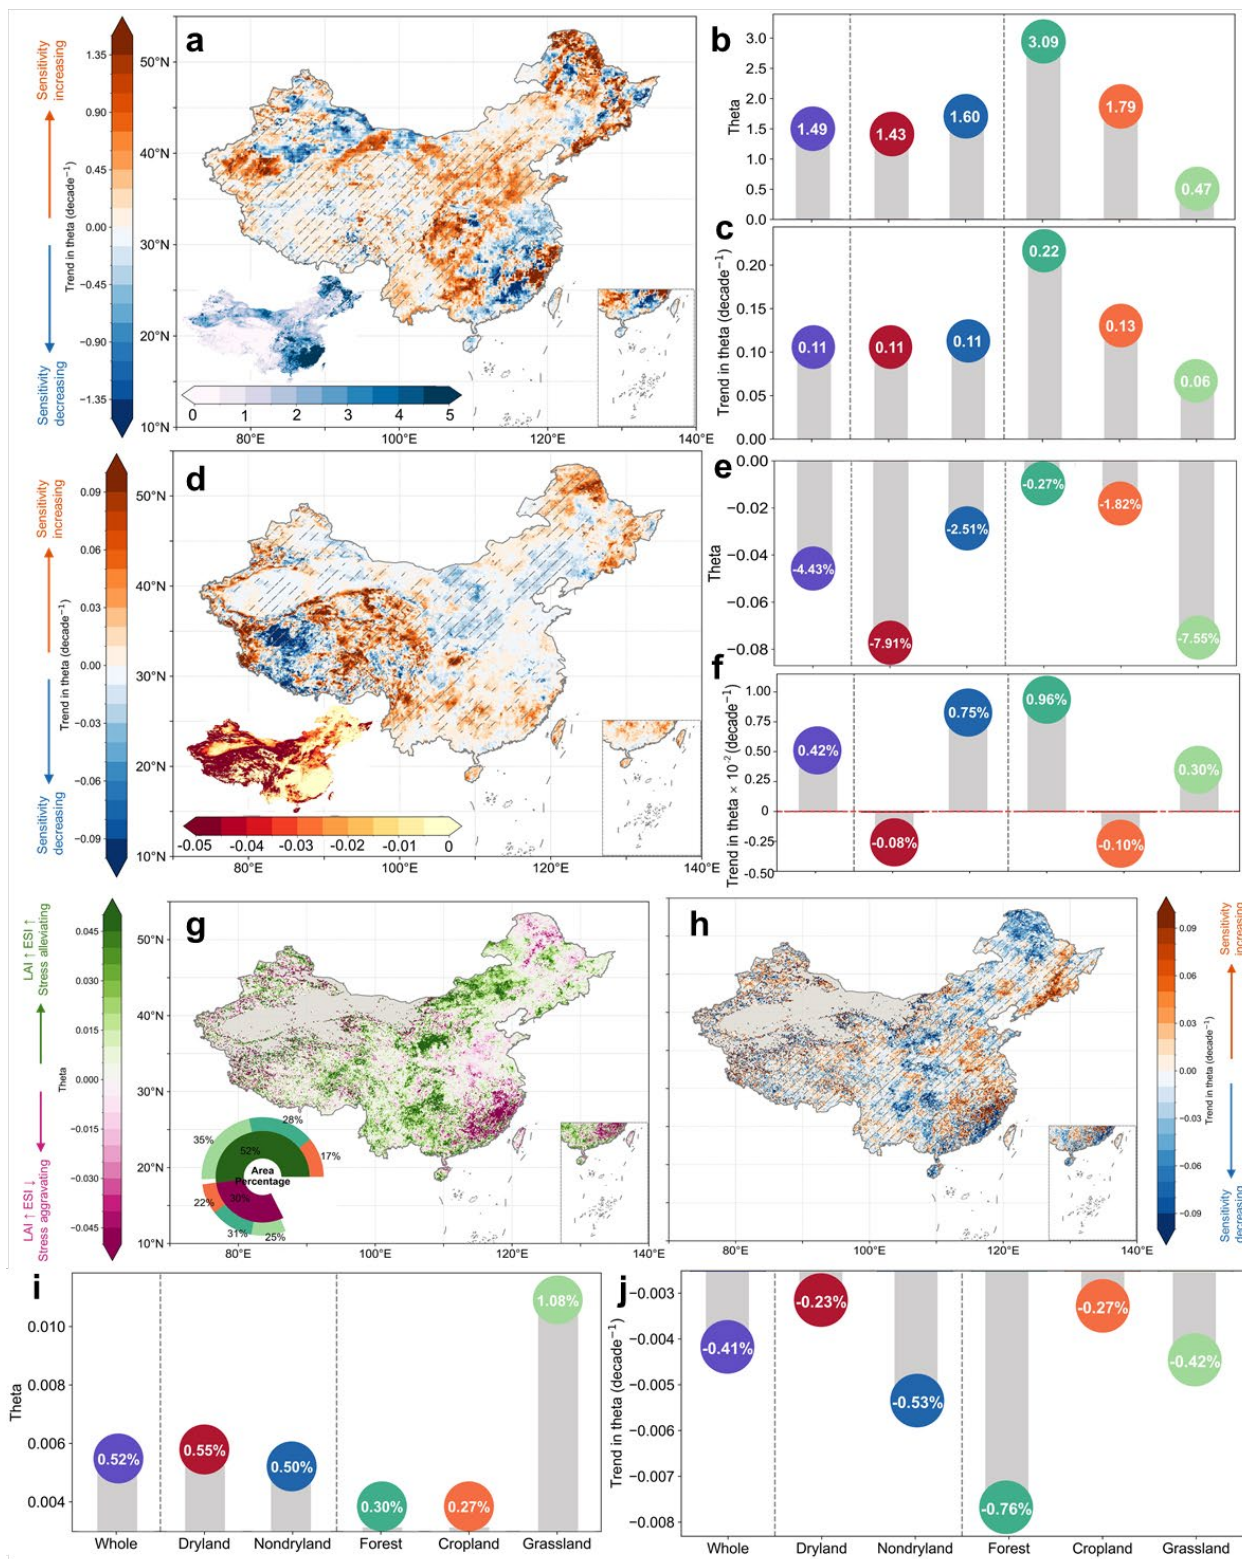 a
Sensitivity increasing
Sensitivity decreasing
Trend in theta (decade⁻¹)
1.35
0.90
0.45
0.00
−0.45
−0.90
−1.35
50°N
40°N
30°N
20°N
10°N
80°E
100°E
120°E
140°E
0
1
2
3
4
5
b
Theta
3.0
2.5
2.0
1.5
1.0
0.5
0.0
1.49
1.43
1.60
3.09
1.79
0.47
c
Trend in theta (decade⁻¹)
0.20
0.15
0.10
0.05
0.00
0.11
0.11
0.11
0.22
0.13
0.06
d
Sensitivity increasing
Sensitivity decreasing
Trend in theta (decade⁻¹)
0.09
0.06
0.03
0.00
−0.03
−0.06
−0.09
50°N
40°N
30°N
20°N
10°N
80°E
100°E
120°E
140°E
-0.05
-0.04
-0.03
-0.02
-0.01
0
e
Theta
0.00
−0.02
−0.04
−0.06
−0.08
-4.43%
-7.91%
-2.51%
-0.27%
-1.82%
-7.55%
f
Trend in theta × 10⁻² (decade⁻¹)
1.00
0.75
0.50
0.25
0
-0.25
-0.50
0.42%
-0.08%
0.75%
0.96%
-0.10%
0.30%
g
LAI ↑ ESI ↑
Stress alleviating
LAI ↑ ESI ↓
Stress aggravating
Theta
0.045
0.030
0.015
0.000
−0.015
−0.030
−0.045
50°N
40°N
30°N
20°N
10°N
80°E
100°E
120°E
140°E
35%
28%
52%
17%
Area
Percentage
30%
22%
31%
25%
h
80°E
100°E
120°E
140°E
0.09
0.06
0.03
0.00
−0.03
−0.06
−0.09
Trend in theta (decade⁻¹)
Sensitivity increasing
Sensitivity decreasing
i
Theta
0.010
0.008
0.006
0.004
0.52%
0.55%
0.50%
0.30%
0.27%
1.08%
Whole
Dryland
Nondryland
Forest
Cropland
Grassland
j
Trend in theta (decade⁻¹)
−0.003
−0.004
−0.005
−0.006
−0.007
−0.008
-0.41%
-0.23%
-0.53%
-0.76%
-0.27%
-0.42%
Whole
Dryland
Nondryland
Forest
Cropland
Grassland